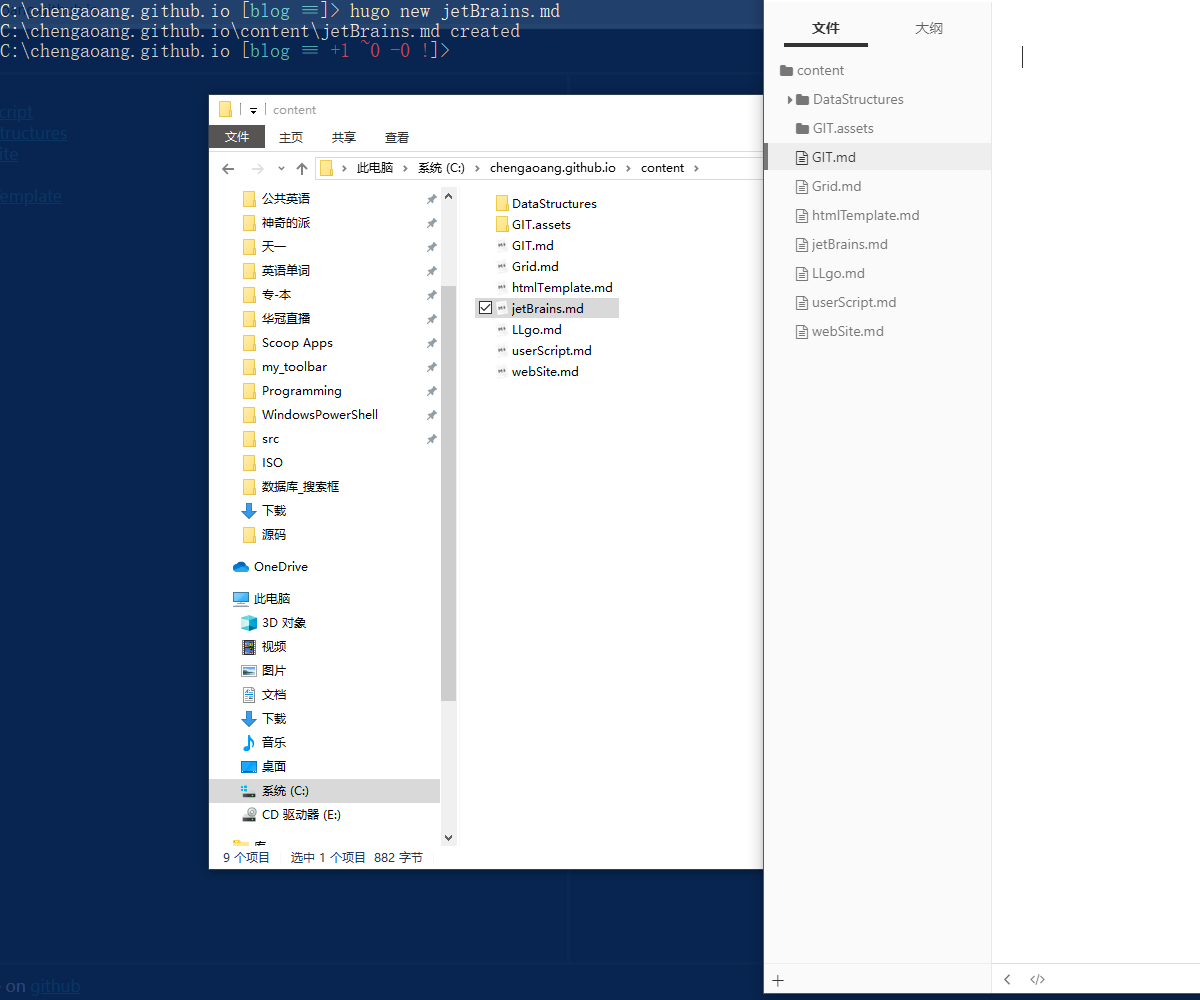 C:\chengaoang.github.io [blog ≡]> hugo new jetBrains.md
C:\chengaoang.github.io\content\jetBrains.md created
C:\chengaoang.github.io [blog ≡ +1 ~0 -0 !]>
cript
tructures
ite
emplate
on github
content
文件 主页 共享 查看
此电脑 系统 (C:) chengaoang.github.io content
公共英语
神奇的派
天一
英语单词
专-本
华冠直播
Scoop Apps
my_toolbar
Programming
WindowsPowerShell
src
ISO
数据库_搜索框
下载
源码
OneDrive
此电脑
3D 对象
视频
图片
文档
下载
音乐
桌面
系统 (C:)
CD 驱动器 (E:)
库
DataStructures
GIT.assets
GIT.md
Grid.md
htmlTemplate.md
jetBrains.md
LLgo.md
userScript.md
webSite.md
9 个项目 选中 1 个项目 882 字节
文件 大纲
content
DataStructures
GIT.assets
GIT.md
Grid.md
htmlTemplate.md
jetBrains.md
LLgo.md
userScript.md
webSite.md
+ < </>